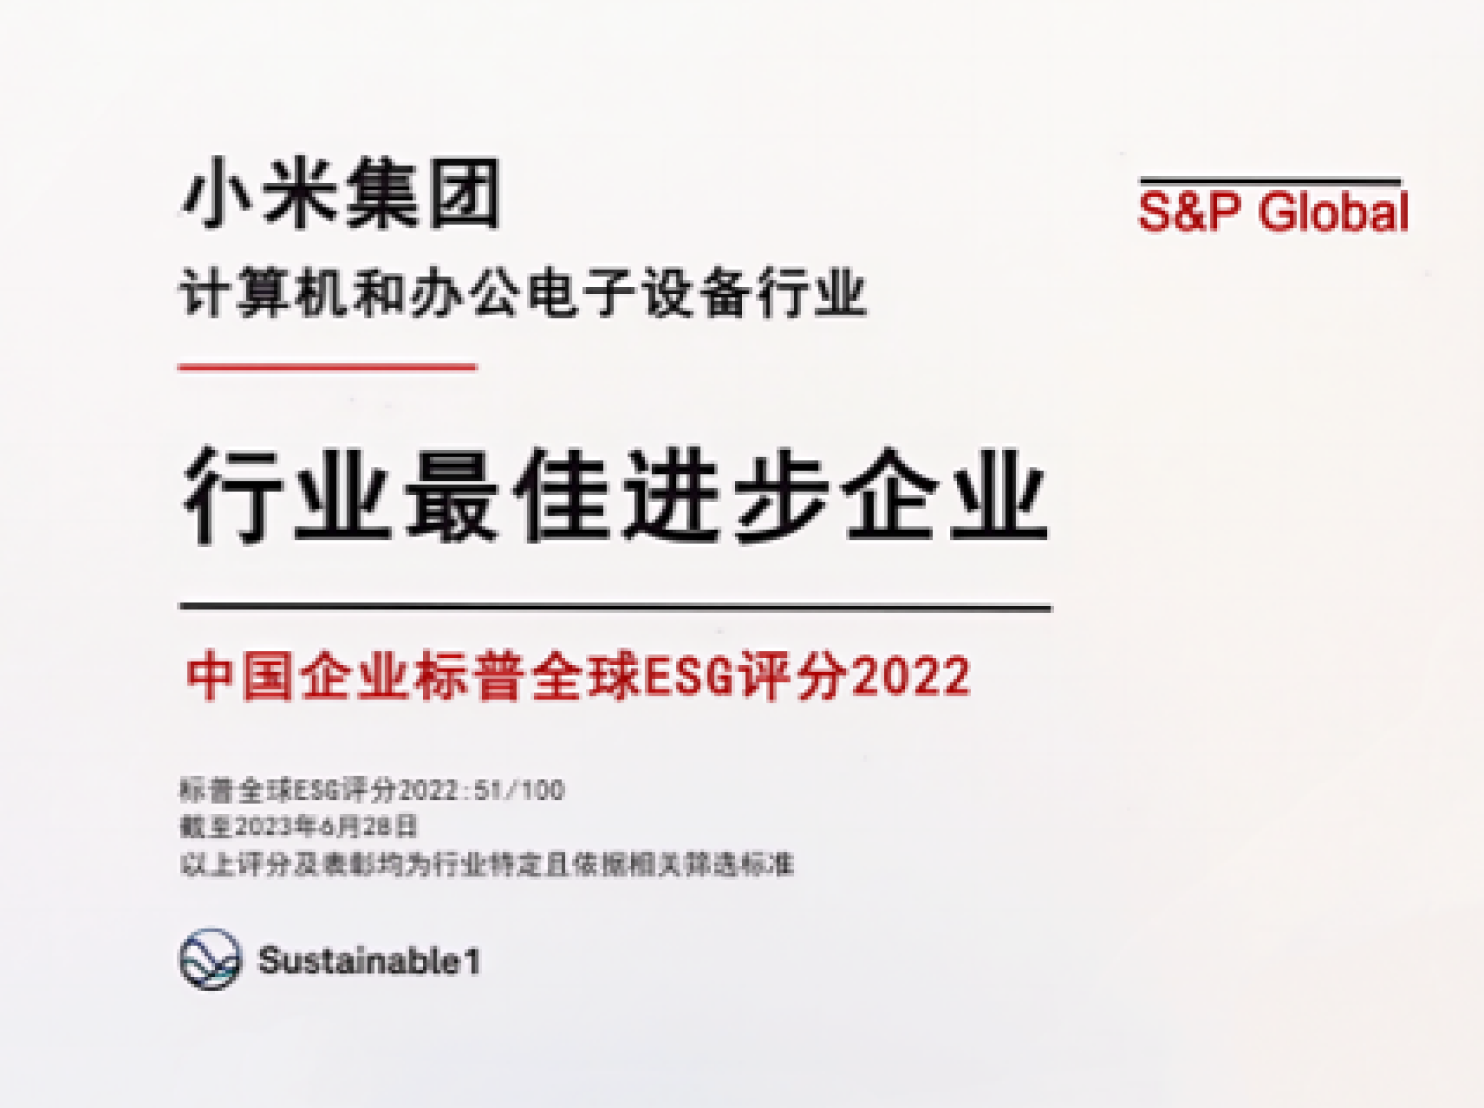 小米集团
S&P Global
计算机和办公电子设备行业
行业最佳进步企业
中国企业标普全球ESG评分2022
标普全球ESG评分2022:51/100
截至2023年6月28日
以上评分及表彰均为行业特定且依据相关筛选标准
Sustainable1